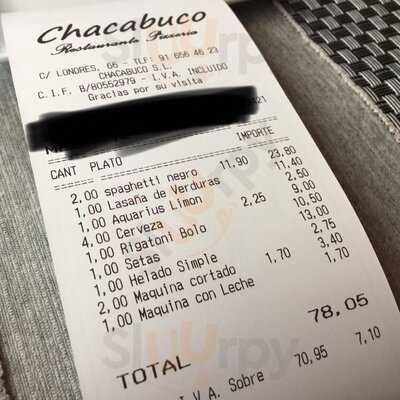 Chacabuco
Restaurante Pizzeria
C/ LONDRES, 66 - TLF: 91 656 46 23
CHACABUCO S.L.
C.I.F. B/80552979 - I.V.A. INCLUIDO
Gracias por su visita
CANT PLATO IMPORTE
2,00 spaghetti negro 11.90 23,80
1,00 Lasaña de Verduras 11.40
1,00 Aquarius Limon 2.50
4,00 Cerveza 2,25 9,00
1,00 Rigatoni Bolo 10,50
1,00 Setas 13,00
1,00 Helado Simple 2,75
2,00 Maquina cortado 1,70 3,40
1,00 Maquina con Leche 1,70
TOTAL 78,05
I.V.A. Sobre 70,95 7,10
Sluurpy